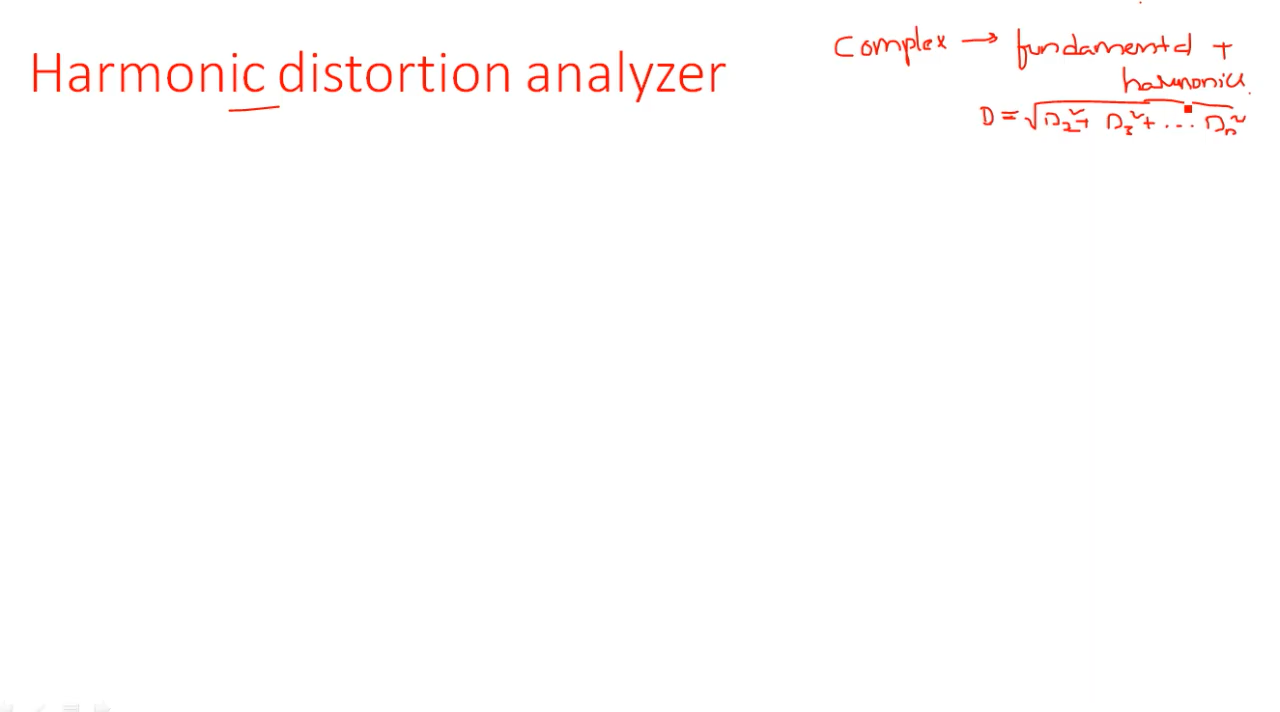 Harmonic distortion analyzer
Complex → fundamental +
harmonics.
D = √D₂² + D₃² + ... Dₙ²